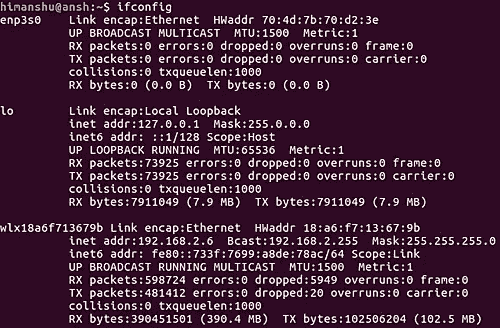 himanshu@ansh:~$ ifconfig
enp3s0    Link encap:Ethernet  HWaddr 70:4d:7b:70:d2:3e
          UP BROADCAST MULTICAST  MTU:1500  Metric:1
          RX packets:0 errors:0 dropped:0 overruns:0 frame:0
          TX packets:0 errors:0 dropped:0 overruns:0 carrier:0
          collisions:0 txqueuelen:1000
          RX bytes:0 (0.0 B)  TX bytes:0 (0.0 B)
lo        Link encap:Local Loopback
          inet addr:127.0.0.1  Mask:255.0.0.0
          inet6 addr: ::1/128 Scope:Host
          UP LOOPBACK RUNNING  MTU:65536  Metric:1
          RX packets:73925 errors:0 dropped:0 overruns:0 frame:0
          TX packets:73925 errors:0 dropped:0 overruns:0 carrier:0
          collisions:0 txqueuelen:1000
          RX bytes:7911049 (7.9 MB)  TX bytes:7911049 (7.9 MB)
wlx18a6f713679b Link encap:Ethernet  HWaddr 18:a6:f7:13:67:9b
          inet addr:192.168.2.6  Bcast:192.168.2.255  Mask:255.255.255.0
          inet6 addr: fe80::733f:7699:a8de:78ac/64 Scope:Link
          UP BROADCAST RUNNING MULTICAST  MTU:1500  Metric:1
          RX packets:598724 errors:0 dropped:5949 overruns:0 frame:0
          TX packets:481412 errors:0 dropped:20 overruns:0 carrier:0
          collisions:0 txqueuelen:1000
          RX bytes:390451501 (390.4 MB)  TX bytes:102506204 (102.5 MB)